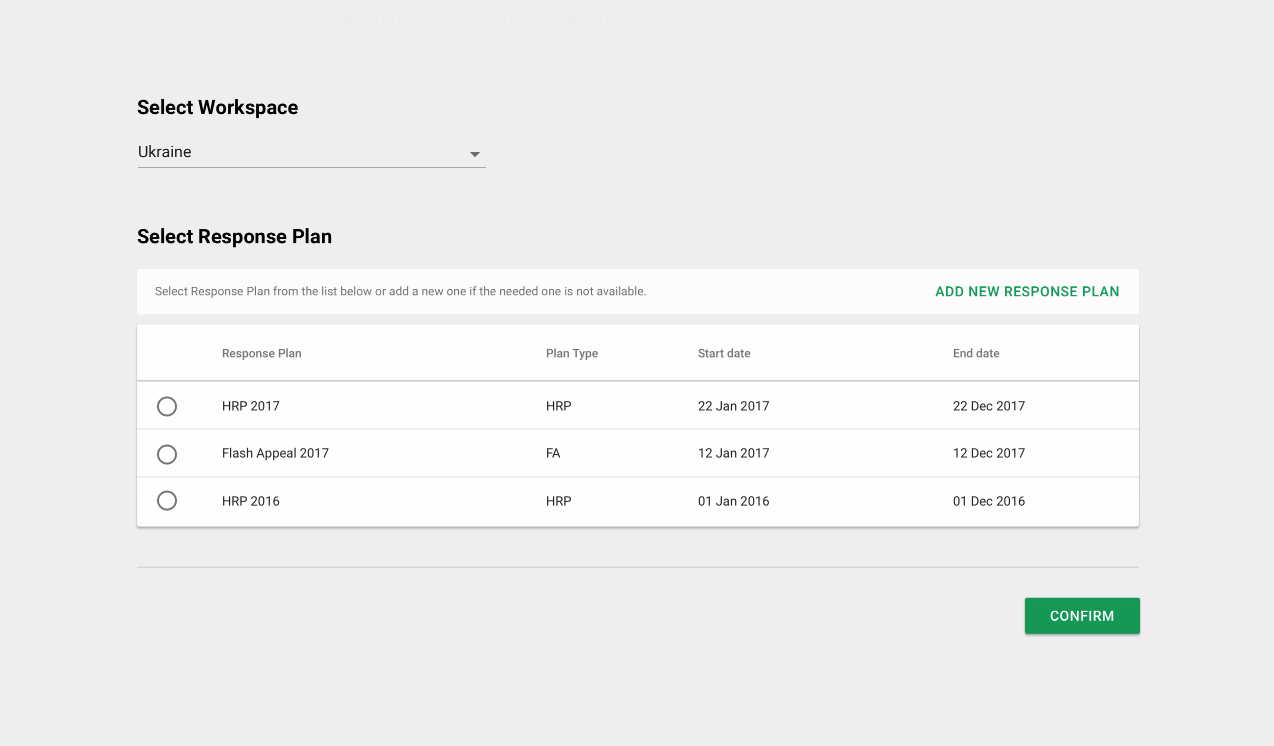 Select Workspace
Ukraine
Select Response Plan
Select Response Plan from the list below or add a new one if the needed one is not available. ADD NEW RESPONSE PLAN
Response Plan Plan Type Start date End date
HRP 2017 HRP 22 Jan 2017 22 Dec 2017
Flash Appeal 2017 FA 12 Jan 2017 12 Dec 2017
HRP 2016 HRP 01 Jan 2016 01 Dec 2016
CONFIRM